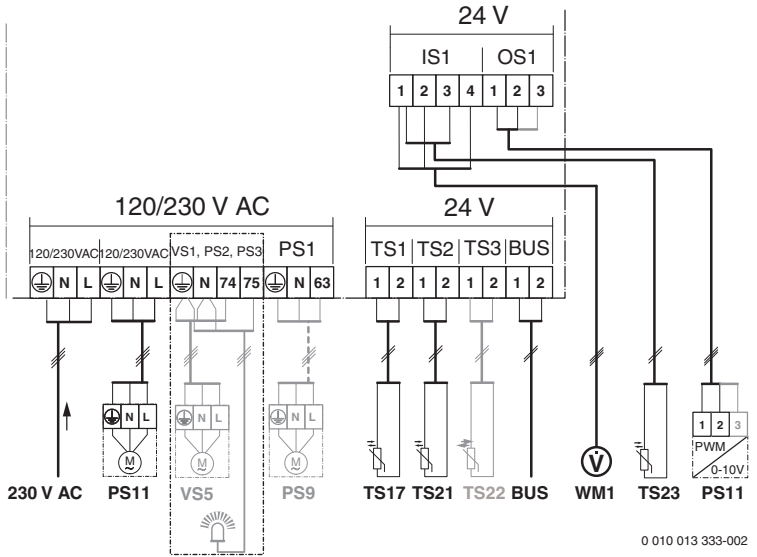 24 V
IS1 OS1
1 2 3 4 1 2 3
120/230 V AC 24 V
120/230VAC 120/230VAC VS1, PS2, PS3 PS1 TS1 TS2 TS3 BUS
N L N L N 74 75 N 63 1 2 1 2 1 2 1 2
N L N L N L 1 2 3
M M M V̇ PWM
~ ~ ~ 0-10V
230 V AC PS11 VS5 PS9 TS17 TS21 TS22 BUS WM1 TS23 PS11
0 010 013 333-002